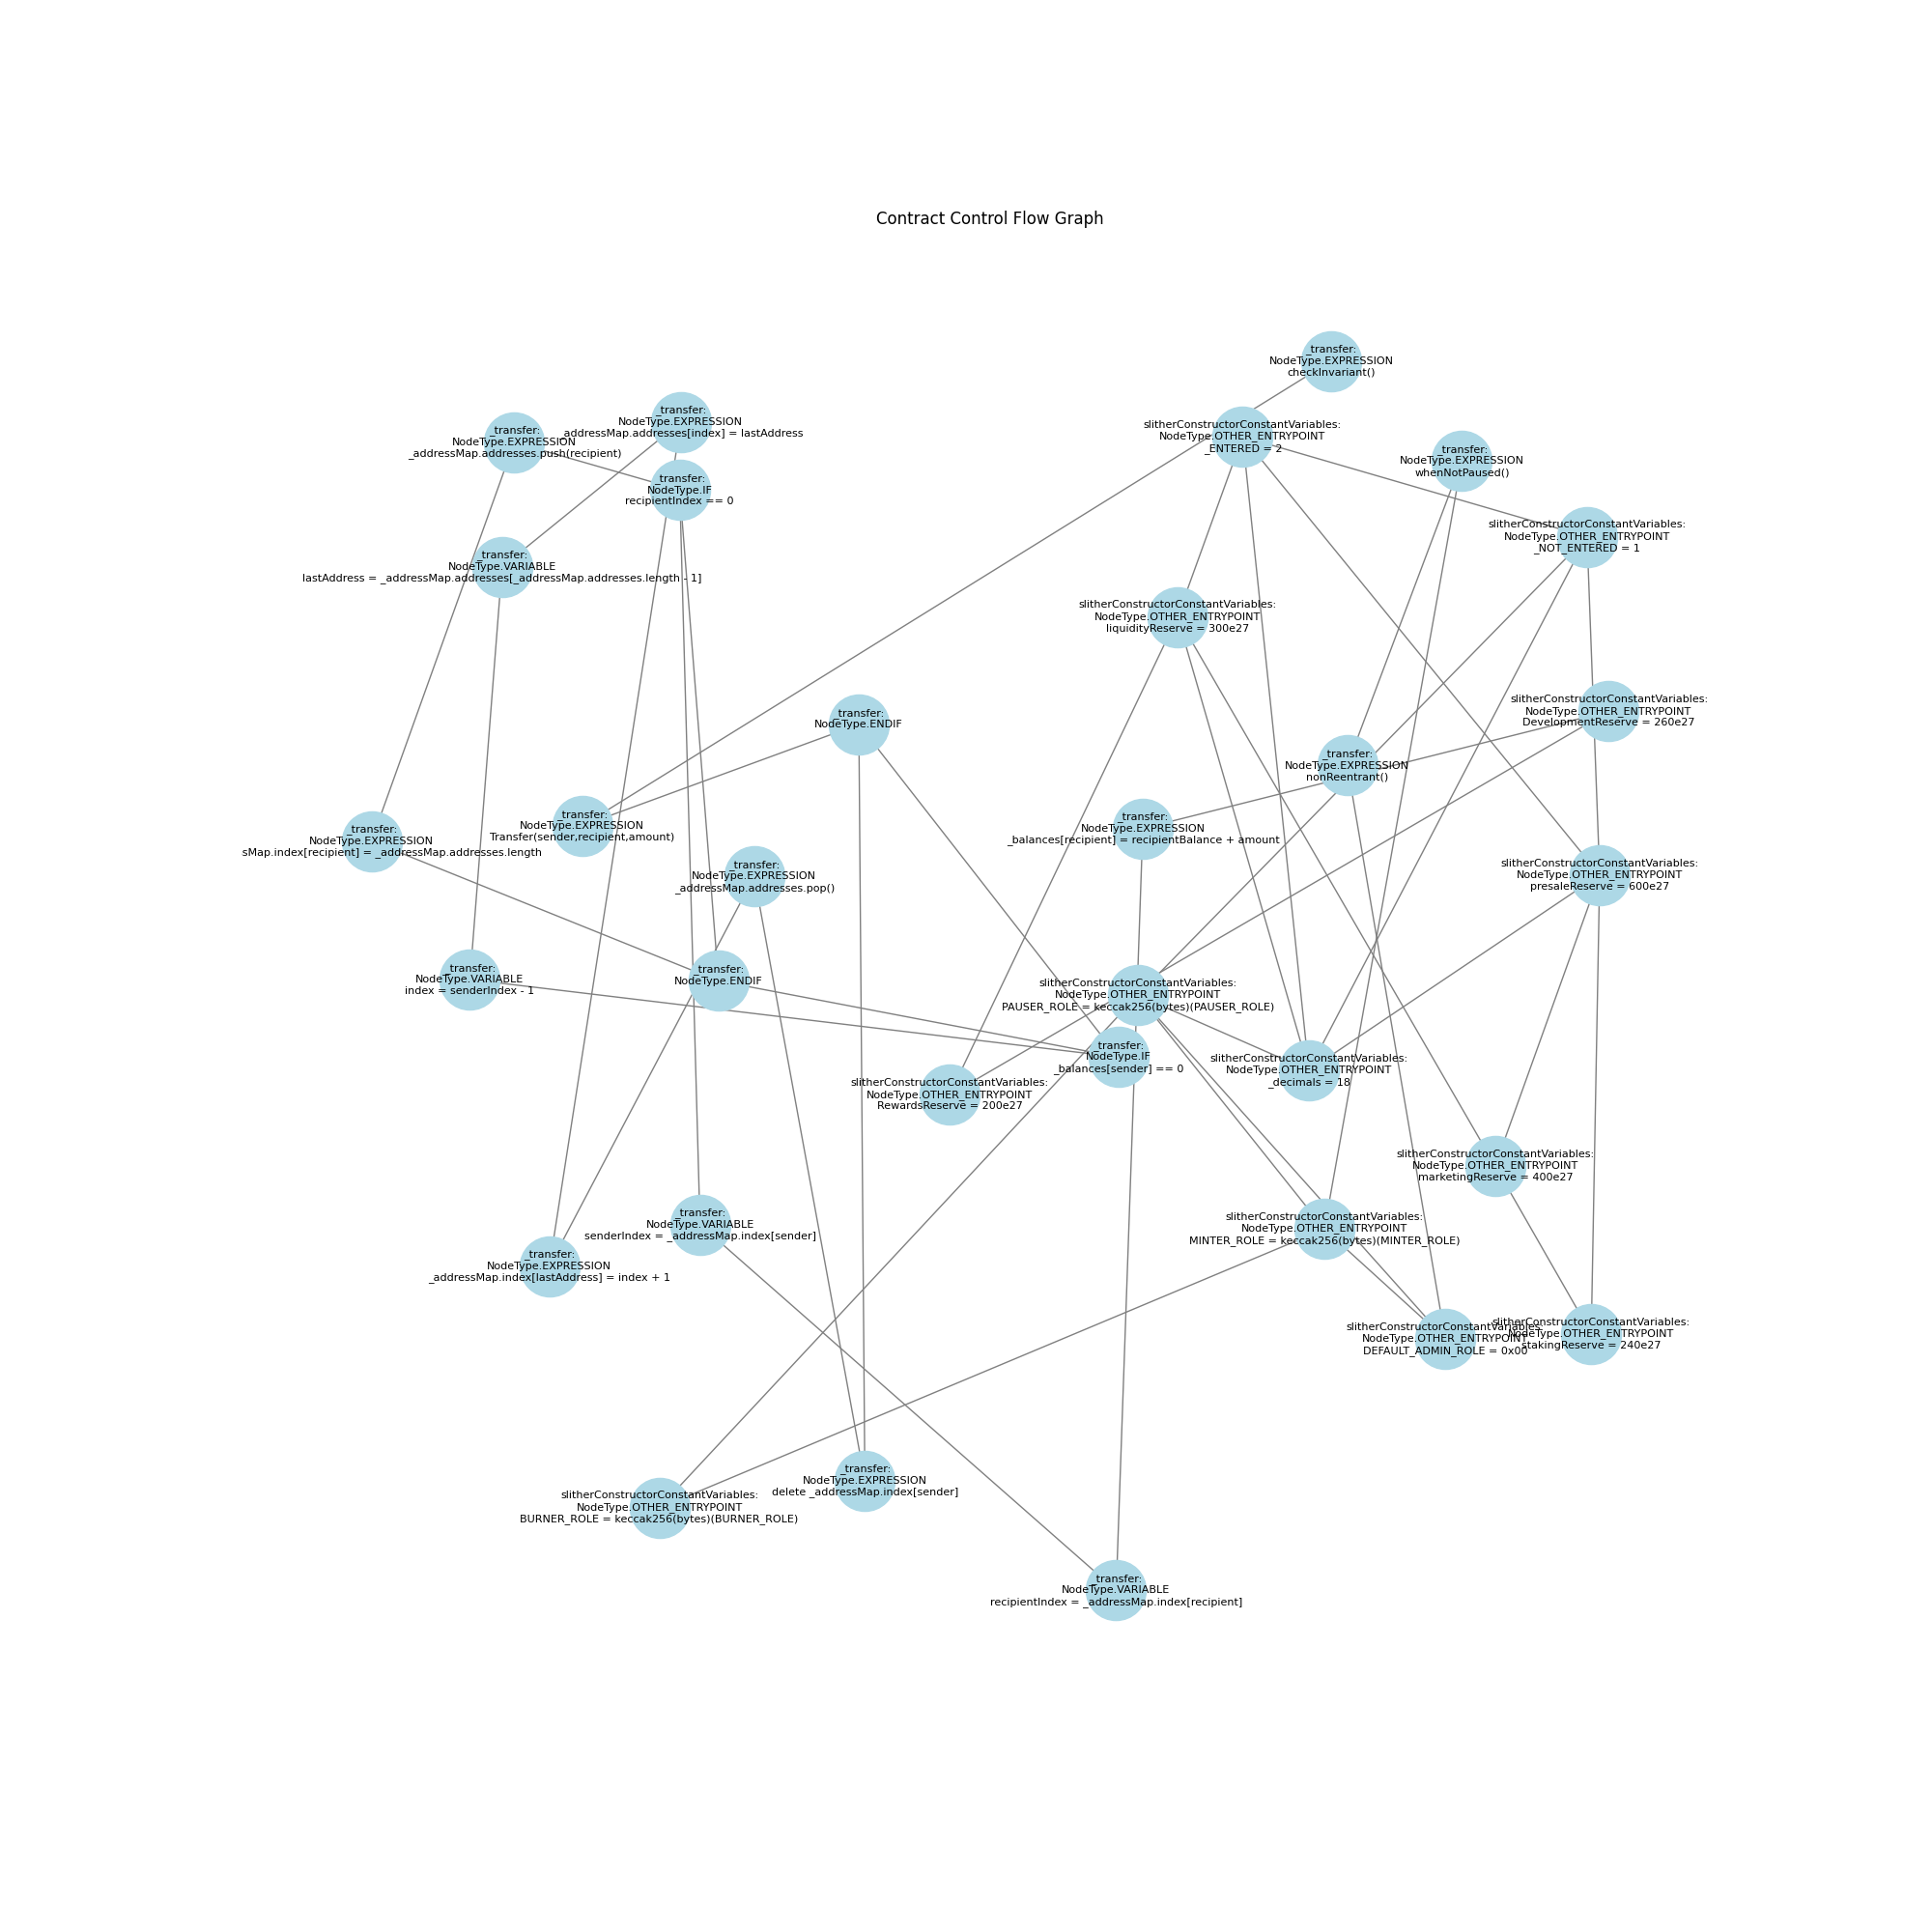 Contract Control Flow Graph
_transfer:
NodeType.EXPRESSION
checkInvariant()
_transfer:
NodeType.EXPRESSION
_addressMap.addresses.push(recipient)
_transfer:
NodeType.EXPRESSION
addressMap.addresses[index] = lastAddress
slitherConstructorConstantVariables:
NodeType.OTHER_ENTRYPOINT
_ENTERED = 2
_transfer:
NodeType.EXPRESSION
whenNotPaused()
_transfer:
NodeType.IF
recipientIndex == 0
slitherConstructorConstantVariables:
NodeType.OTHER_ENTRYPOINT
_NOT_ENTERED = 1
_transfer:
NodeType.VARIABLE
lastAddress = _addressMap.addresses[_addressMap.addresses.length - 1]
slitherConstructorConstantVariables:
NodeType.OTHER_ENTRYPOINT
liquidityReserve = 300e27
_transfer:
NodeType.ENDIF
slitherConstructorConstantVariables:
NodeType.OTHER_ENTRYPOINT
DevelopmentReserve = 260e27
_transfer:
NodeType.EXPRESSION
nonReentrant()
_transfer:
NodeType.EXPRESSION
Transfer(sender,recipient,amount)
_transfer:
NodeType.EXPRESSION
_balances[recipient] = recipientBalance + amount
_transfer:
NodeType.EXPRESSION
sMap.index[recipient] = _addressMap.addresses.length
_transfer:
NodeType.EXPRESSION
_addressMap.addresses.pop()
slitherConstructorConstantVariables:
NodeType.OTHER_ENTRYPOINT
presaleReserve = 600e27
_transfer:
NodeType.VARIABLE
index = senderIndex - 1
_transfer:
NodeType.ENDIF
slitherConstructorConstantVariables:
NodeType.OTHER_ENTRYPOINT
PAUSER_ROLE = keccak256(bytes)(PAUSER_ROLE)
_transfer:
NodeType.IF
_balances[sender] == 0
slitherConstructorConstantVariables:
NodeType.OTHER_ENTRYPOINT
_decimals = 18
slitherConstructorConstantVariables:
NodeType.OTHER_ENTRYPOINT
RewardsReserve = 200e27
slitherConstructorConstantVariables:
NodeType.OTHER_ENTRYPOINT
marketingReserve = 400e27
_transfer:
NodeType.VARIABLE
senderIndex = _addressMap.index[sender]
slitherConstructorConstantVariables:
NodeType.OTHER_ENTRYPOINT
MINTER_ROLE = keccak256(bytes)(MINTER_ROLE)
_transfer:
NodeType.EXPRESSION
_addressMap.index[lastAddress] = index + 1
slitherConstructorConstantVariables:
NodeType.OTHER_ENTRYPOINT
DEFAULT_ADMIN_ROLE = 0x00
slitherConstructorConstantVariables:
NodeType.OTHER_ENTRYPOINT
stakingReserve = 240e27
_transfer:
NodeType.EXPRESSION
delete _addressMap.index[sender]
slitherConstructorConstantVariables:
NodeType.OTHER_ENTRYPOINT
BURNER_ROLE = keccak256(bytes)(BURNER_ROLE)
_transfer:
NodeType.VARIABLE
recipientIndex = _addressMap.index[recipient]